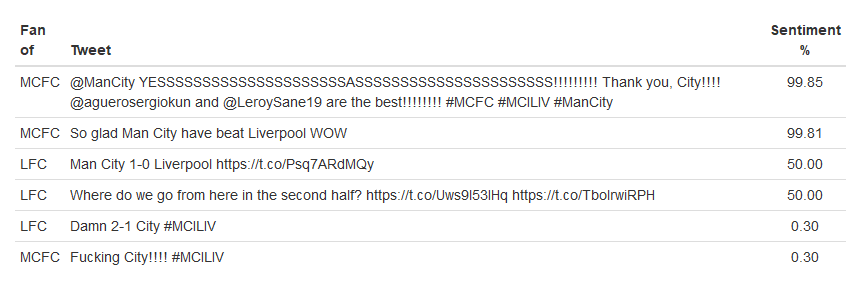 Fan of Tweet Sentiment %
MCFC @ManCity YESSSSSSSSSSSSSSSSSSSSSASSSSSSSSSSSSSSSSSSSSSS!!!!!!!!! Thank you, City!!!!
@aguerosergiokun and @LeroySane19 are the best!!!!!!!! #MCFC #MCILIV #ManCity 99.85
MCFC So glad Man City have beat Liverpool WOW 99.81
LFC Man City 1-0 Liverpool https://t.co/Psq7ARdMQy 50.00
LFC Where do we go from here in the second half? https://t.co/Uws9l53lHq https://t.co/TbolrwiRPH 50.00
LFC Damn 2-1 City #MCILIV 0.30
MCFC Fucking City!!!! #MCILIV 0.30